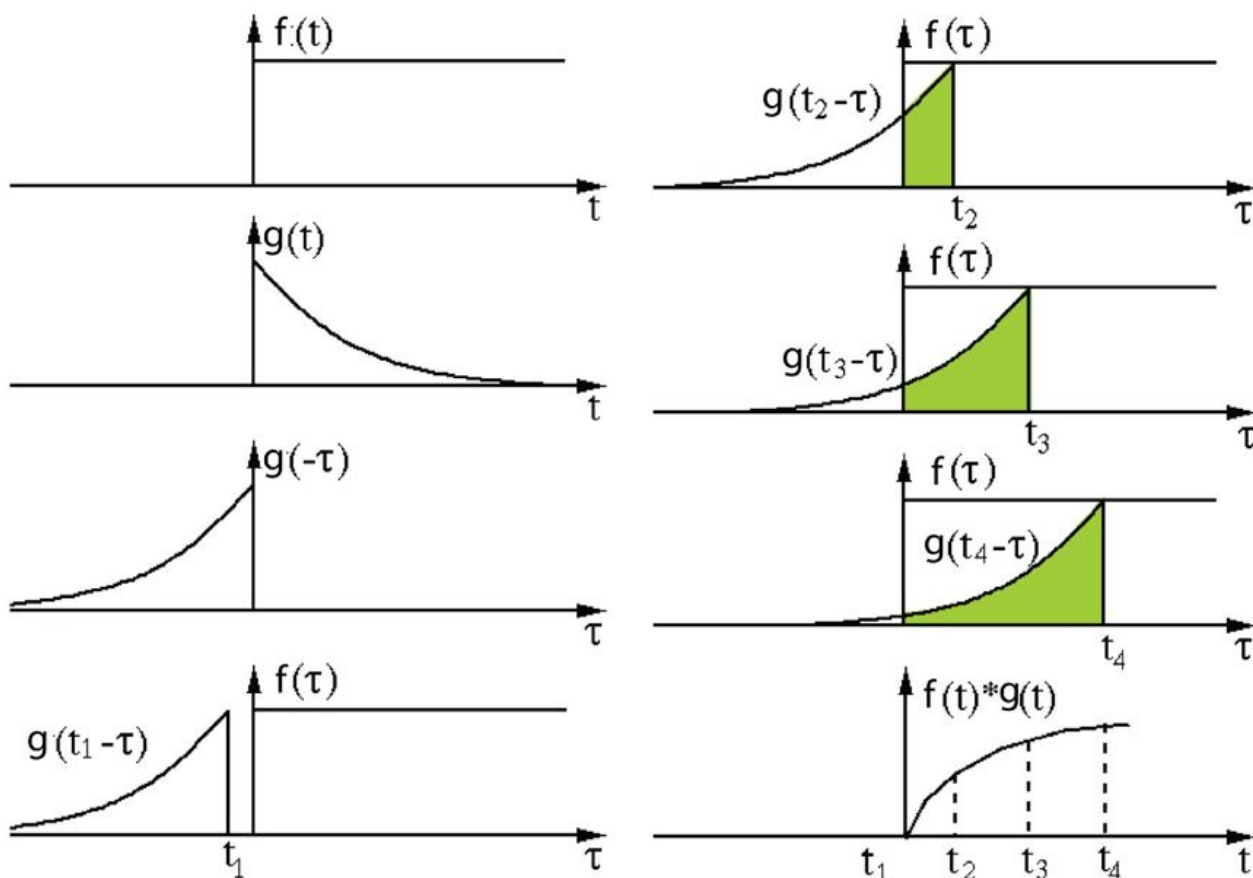 f(t)
t
g(t)
t
g(-τ)
τ
f(τ)
g(t₁-τ)
t₁
τ
f(τ)
g(t₂-τ)
t₂
τ
f(τ)
g(t₃-τ)
t₃
τ
f(τ)
g(t₄-τ)
t₄
τ
f(t)*g(t)
t₁ t₂ t₃ t₄ t